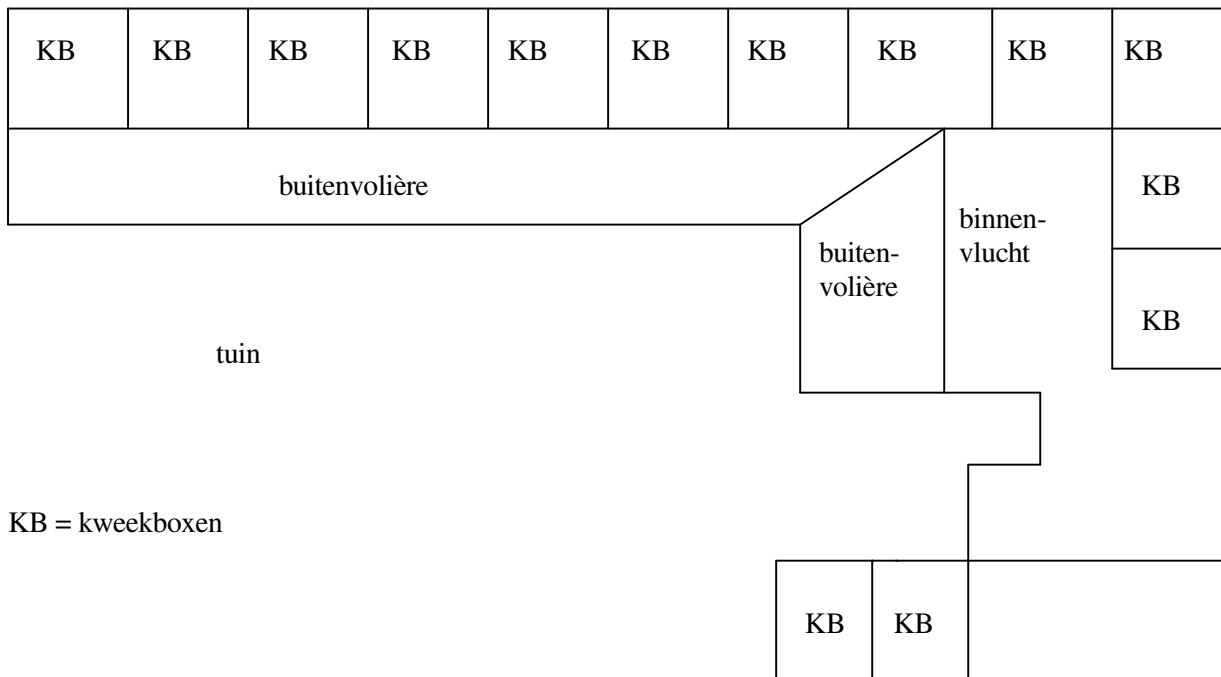 KB KB KB KB KB KB KB KB KB KB
buitenvolière
KB
binnen-
vlucht
buiten-
volière
KB
tuin
KB = kweekboxen
KB KB